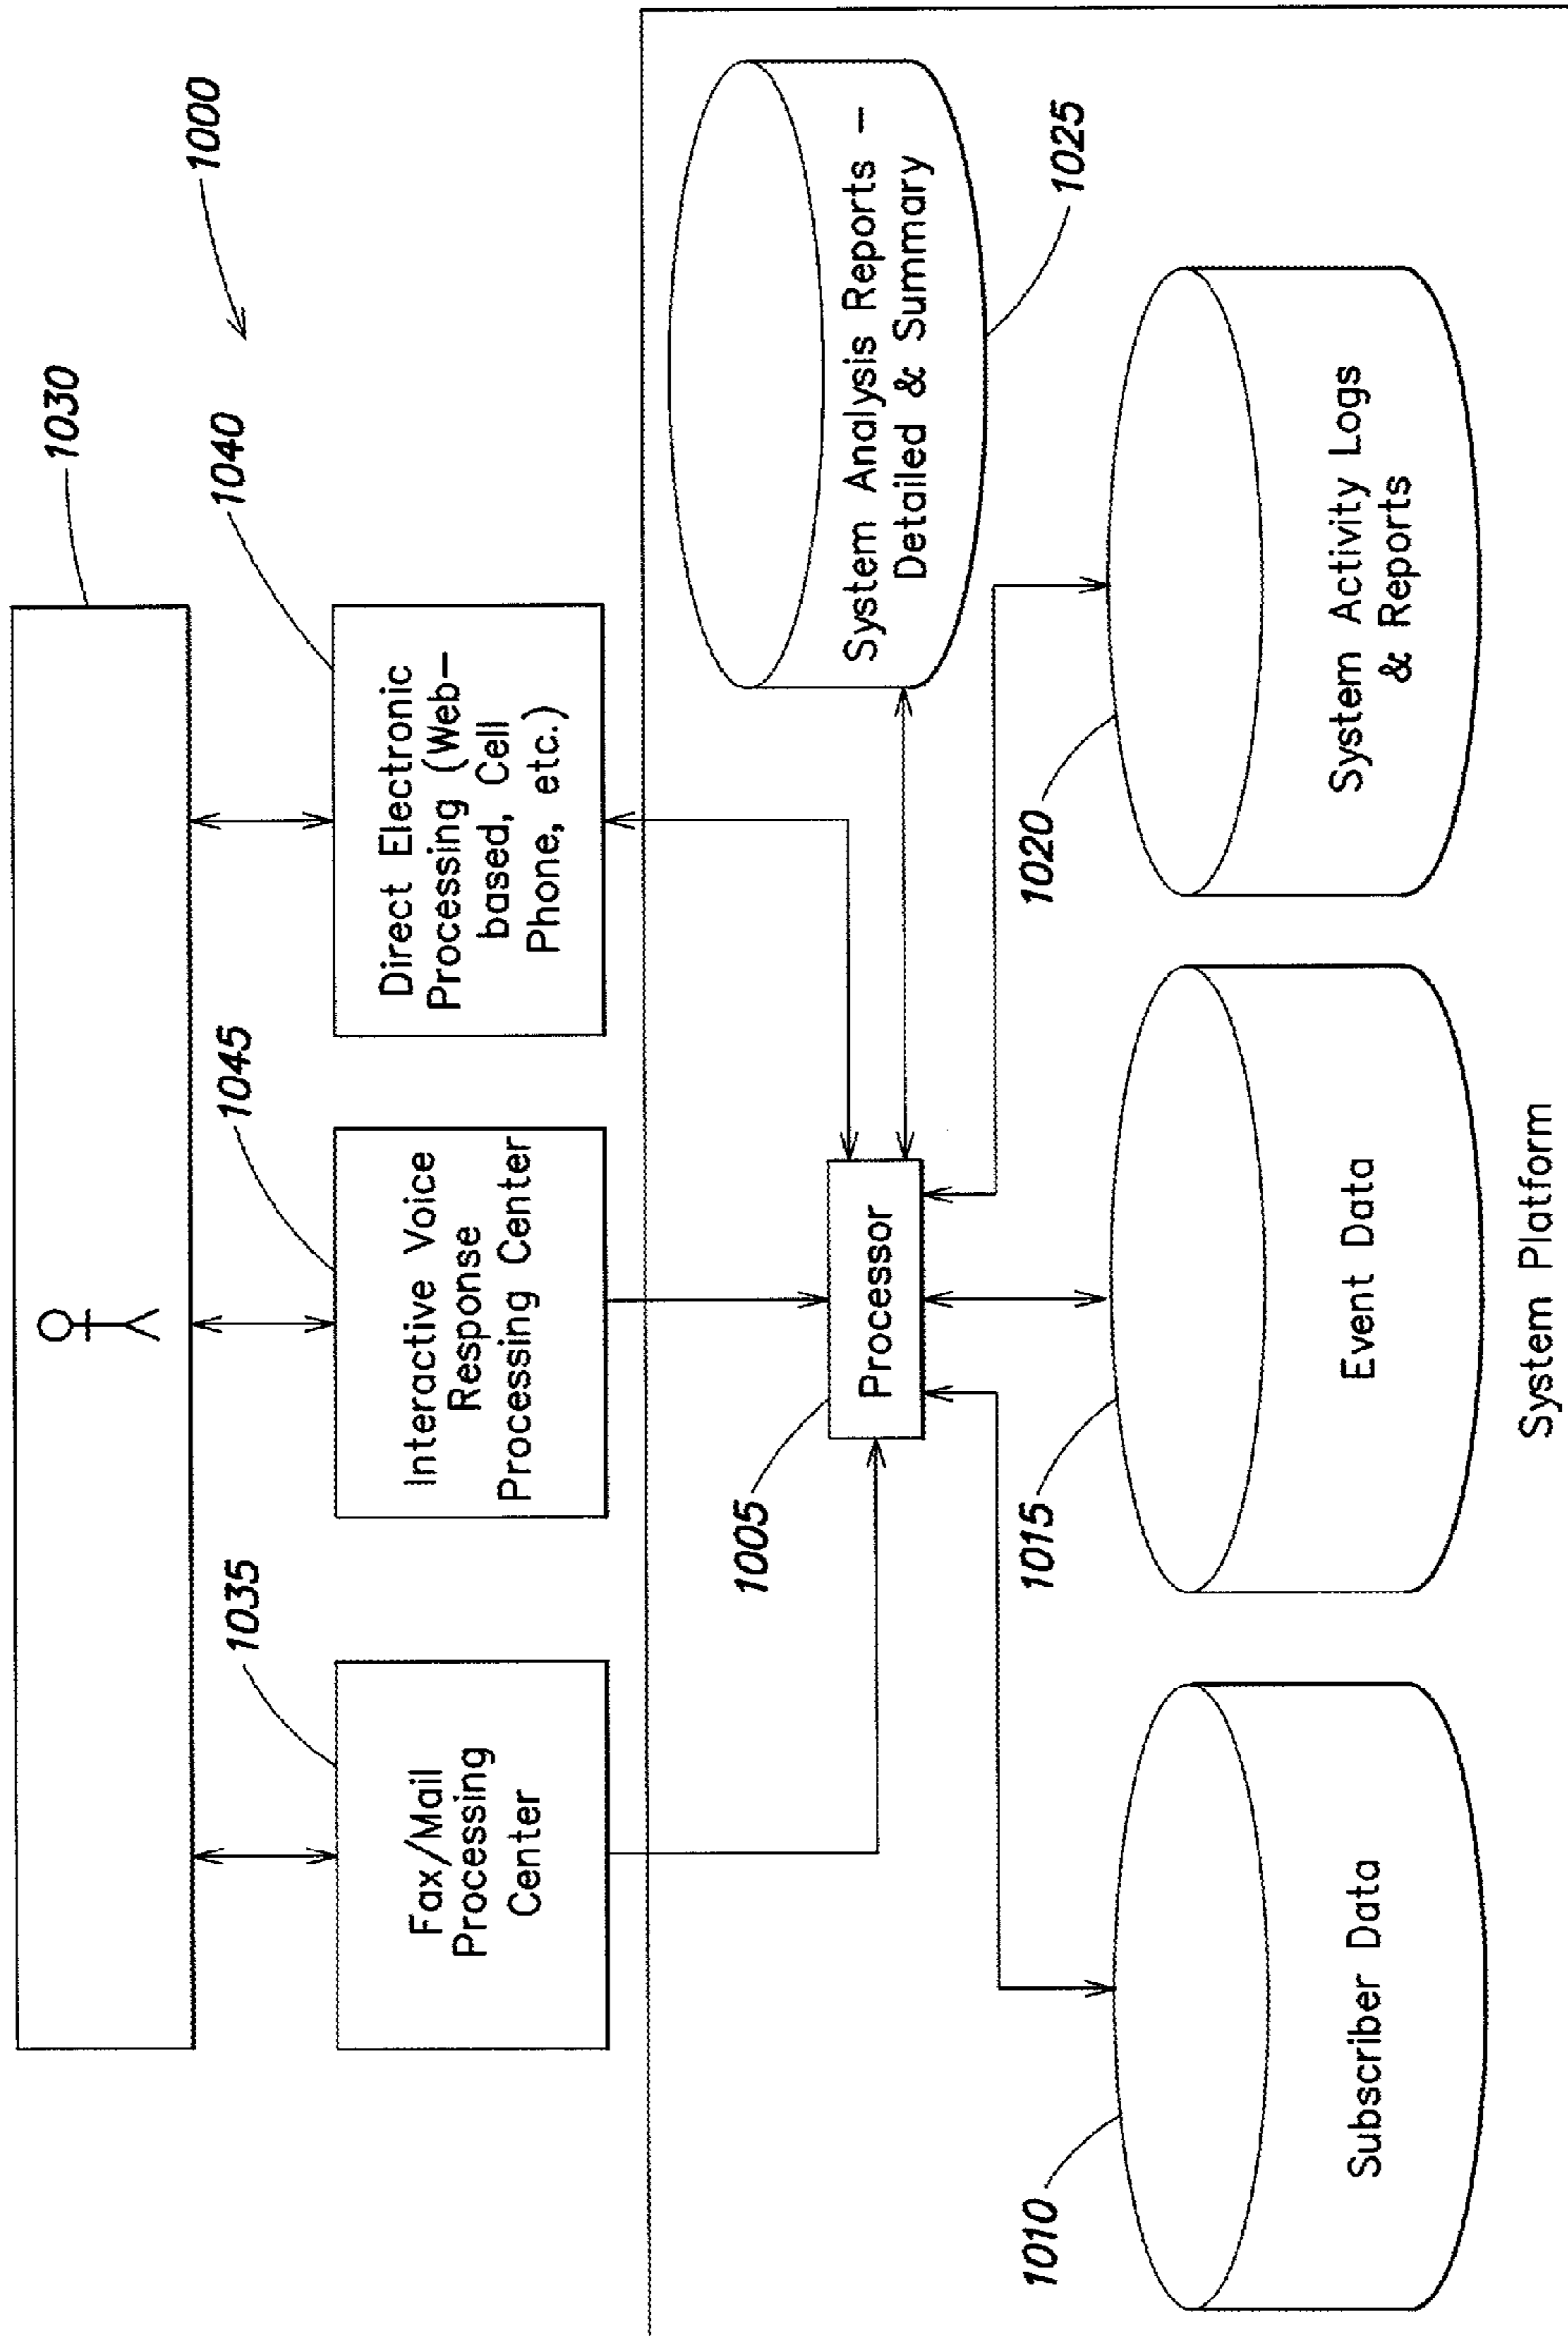 1000
1030
1035
Fax/Mail
Processing
Center
1045
Interactive Voice
Response
Processing Center
1040
Direct Electronic
Processing (Web-
based, Cell
Phone, etc.)
1005
Processor
System Analysis Reports -
Detailed & Summary
1025
1010
Subscriber Data
1015
Event Data
1020
System Activity Logs
& Reports
System Platform